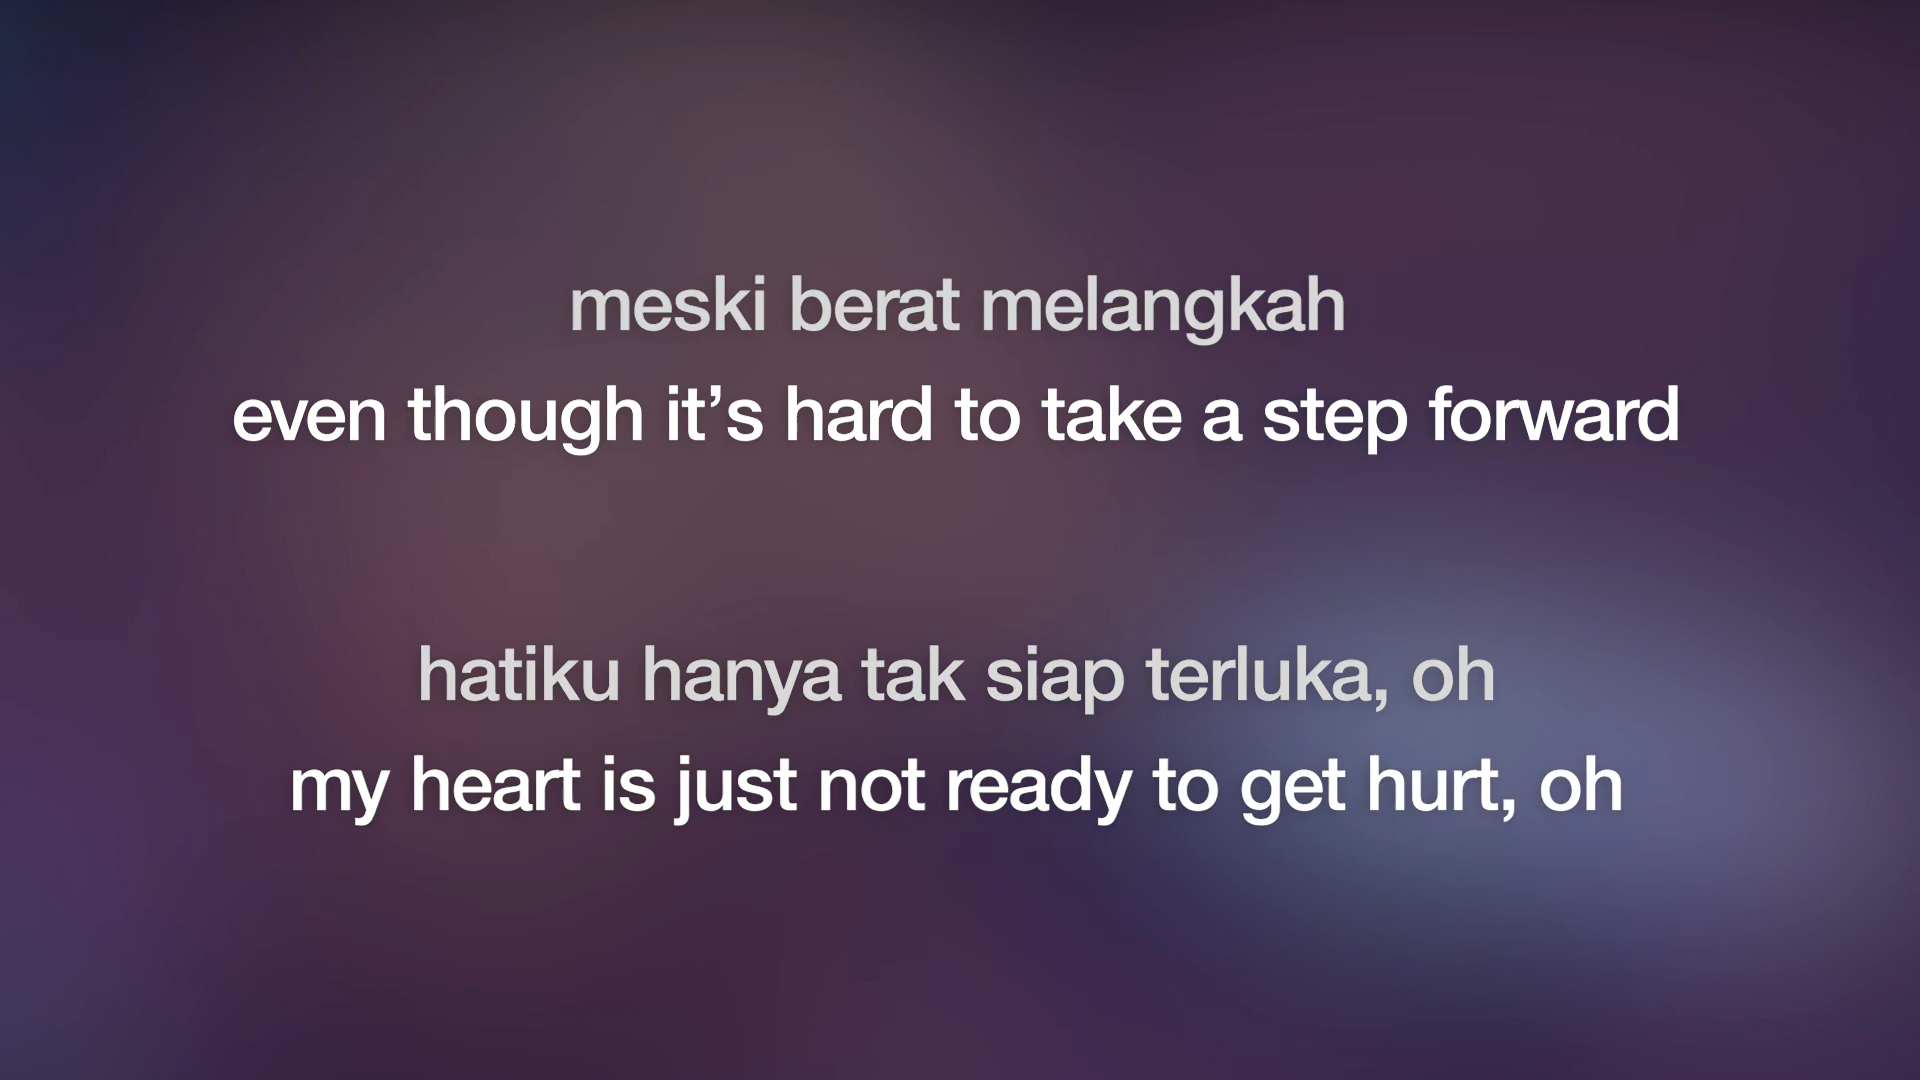 meski berat melangkah
even though it’s hard to take a step forward
hatiku hanya tak siap terluka, oh
my heart is just not ready to get hurt, oh